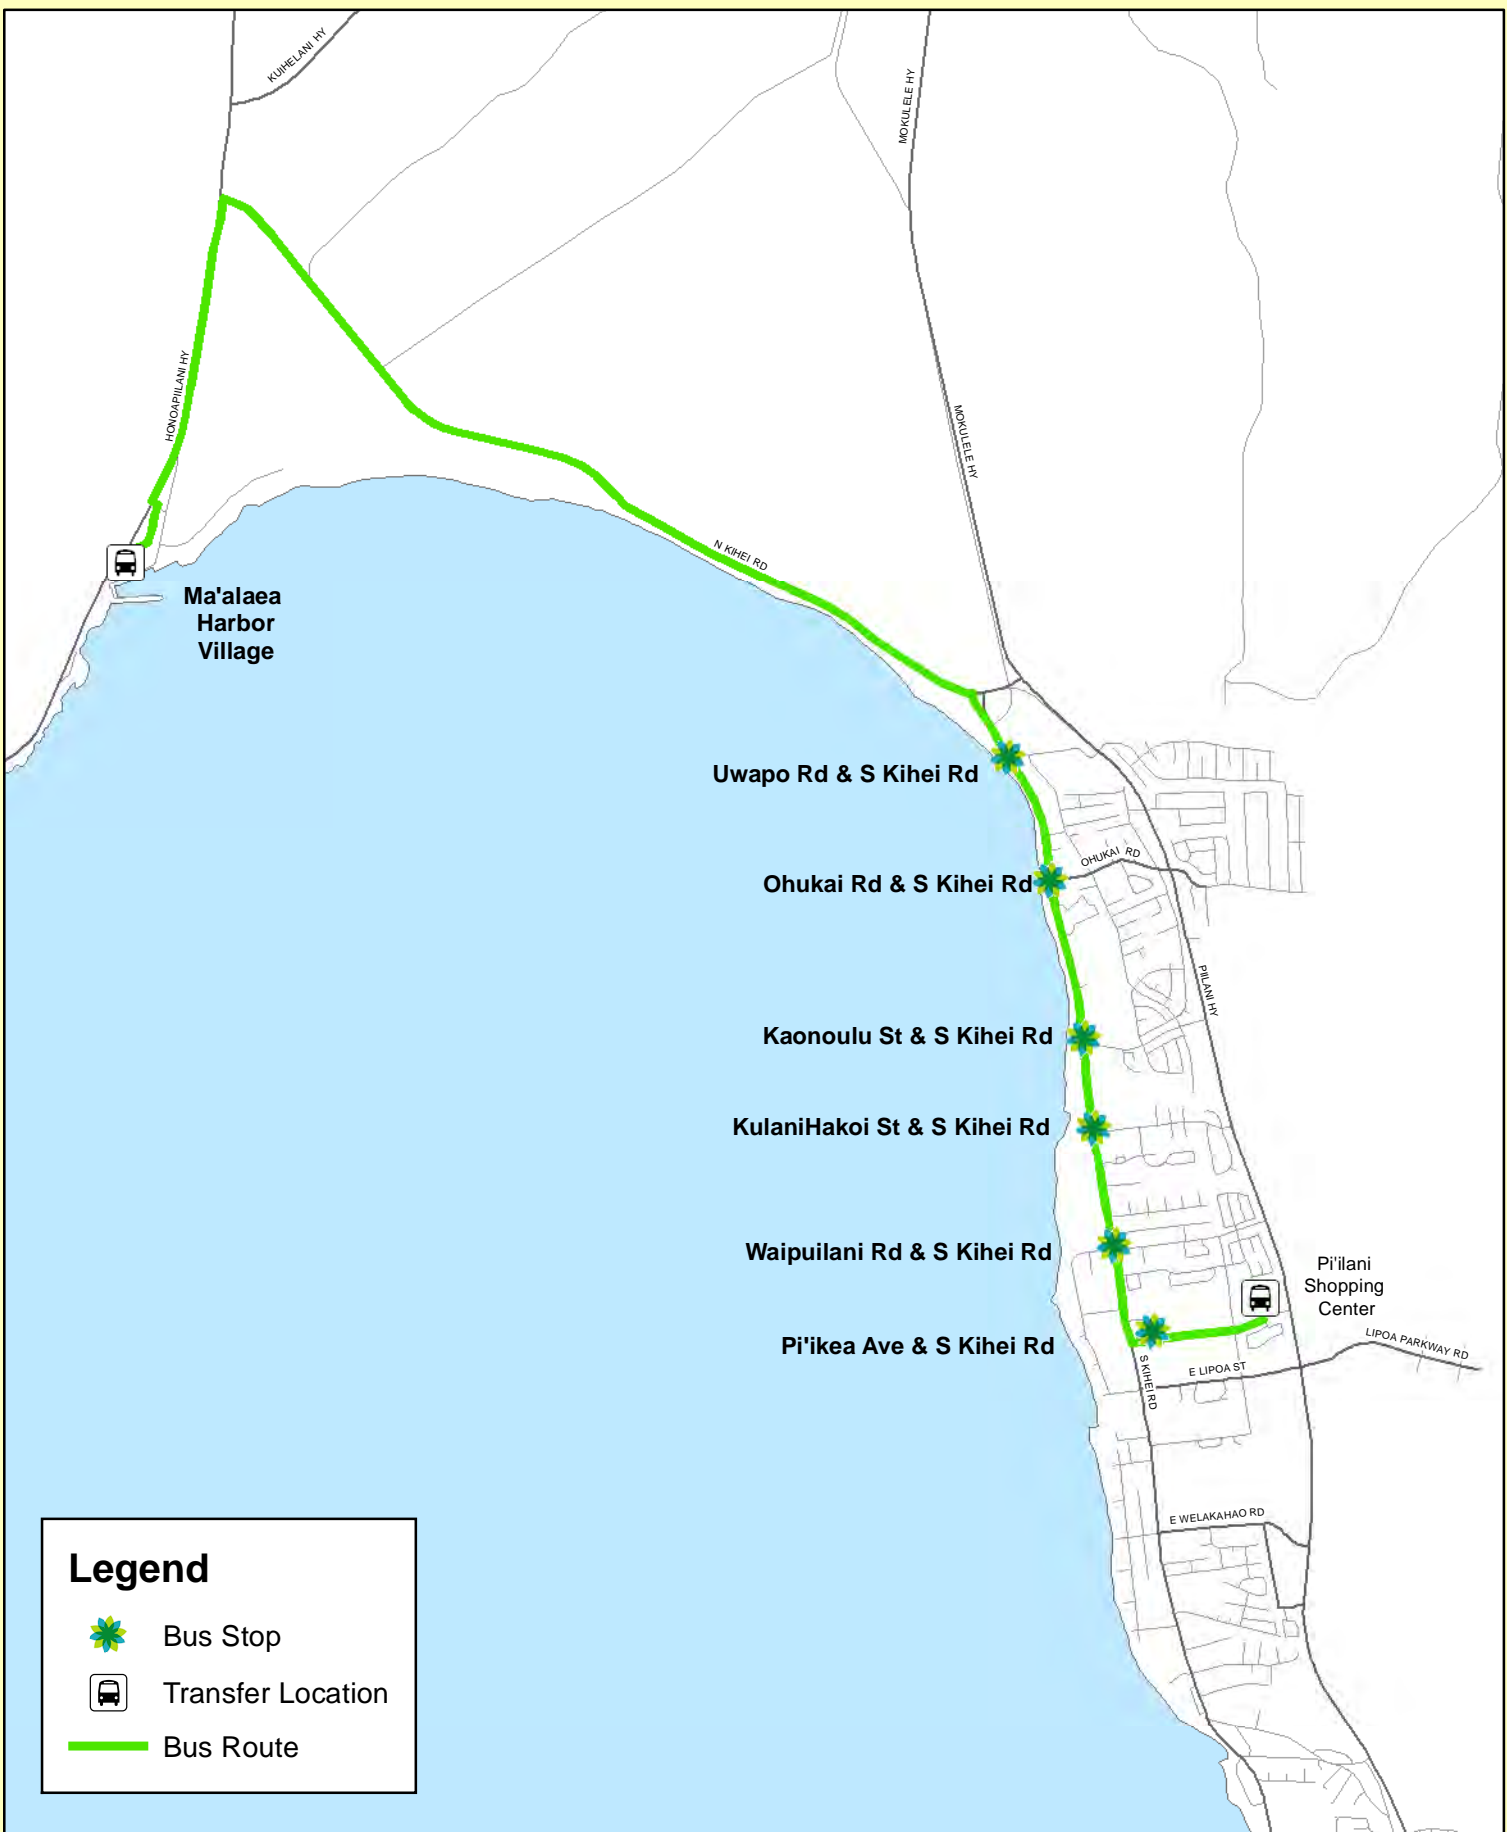 KUIHELANI HY
MOKULELE HY
HONOAPIILANI HY
MOKULELE HY
N KIHEI RD
Ma'alaea
Harbor
Village
Uwapo Rd & S Kihei Rd
OHUKAI RD
Ohukai Rd & S Kihei Rd
PIILANI HY
Kaonoulu St & S Kihei Rd
KulaniHakoi St & S Kihei Rd
Waipuilani Rd & S Kihei Rd
Pi'ilani
Shopping
Center
Pi'ikea Ave & S Kihei Rd
LIPOA PARKWAY RD
E LIPOA ST
S KIHEI RD
E WELAKAHAO RD
Legend
Bus Stop
Transfer Location
Bus Route